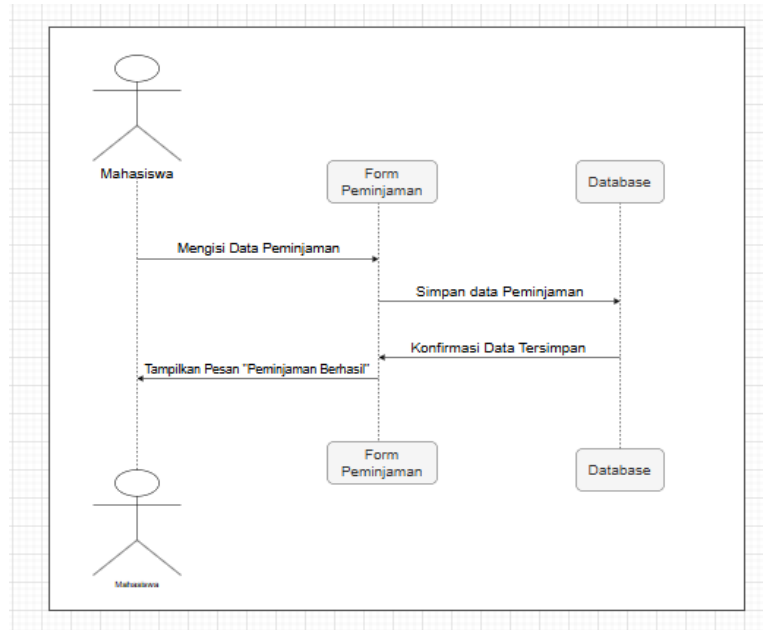 Mahasiswa
Form
Peminjaman
Database
Mengisi Data Peminjaman
Simpan data Peminjaman
Konfirmasi Data Tersimpan
Tampilkan Pesan "Peminjaman Berhasil"
Form
Peminjaman
Database
Mahasiswa